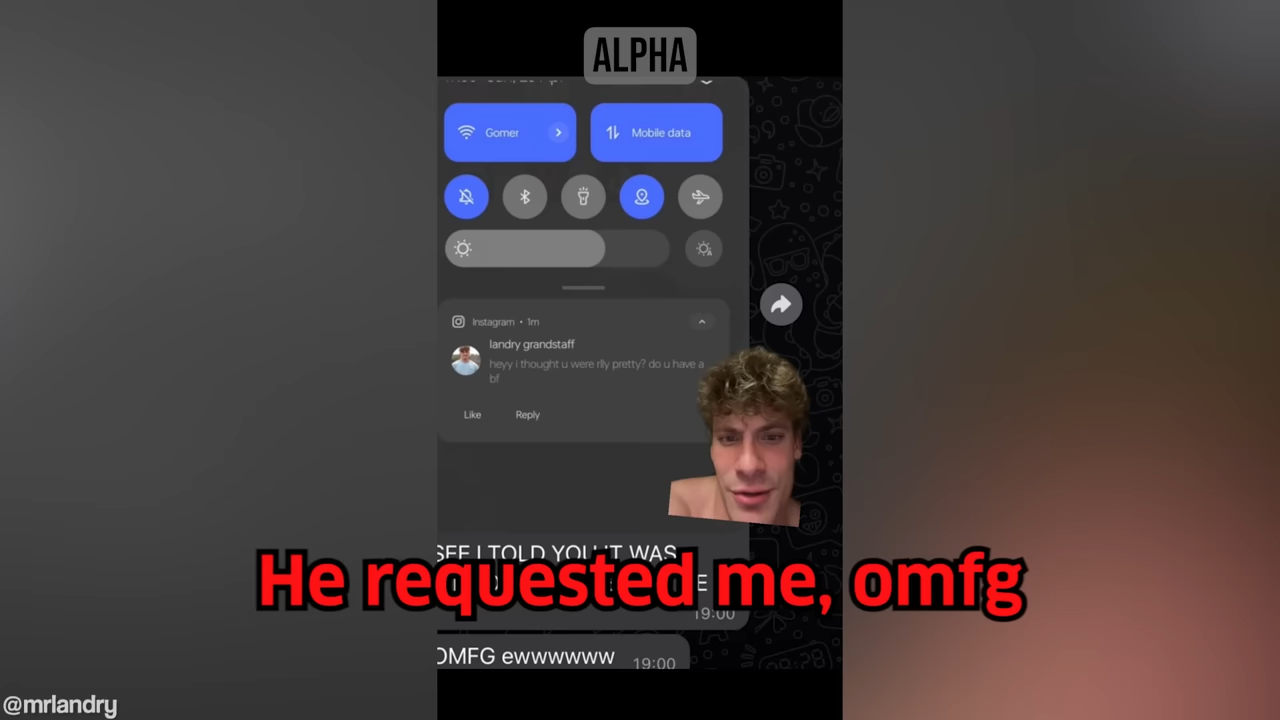 ALPHA
Gomer
Mobile data
Instagram • 1m
landry grandstaff
heyy i thought u were rlly pretty? do u have a
bf
Like Reply
SEE I TOLD YOU IT WAS
He requested me, omfg
19:00
OMFG ewwwwww 19:00
@mrlandry